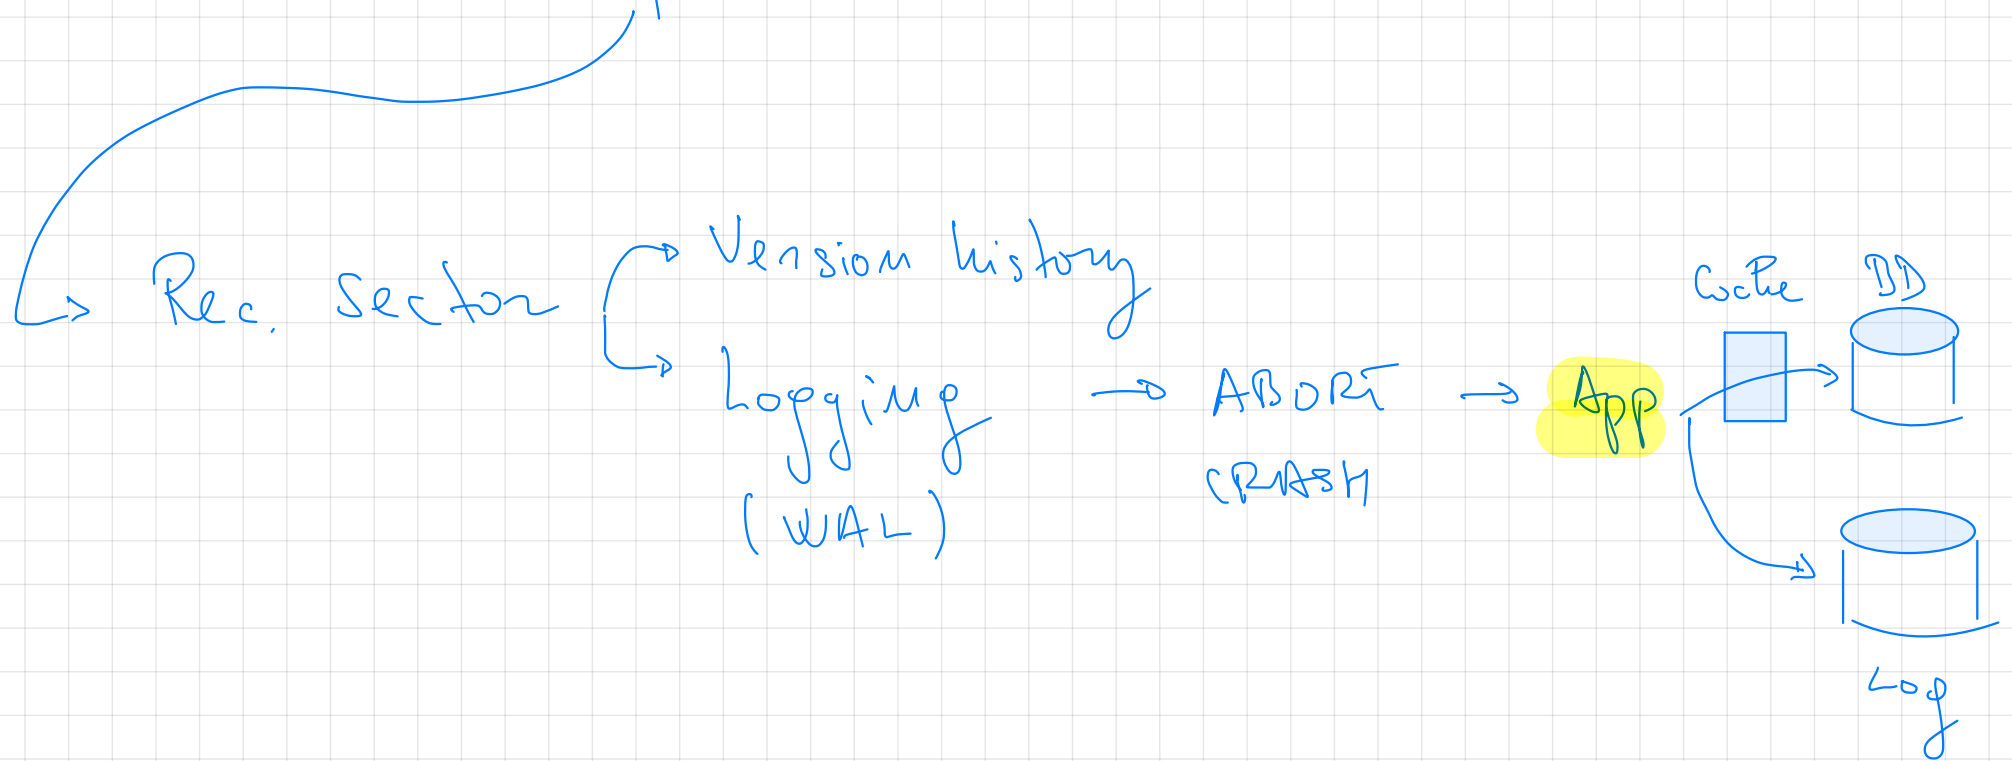 Version history
Rec. Sector
Cache BD
Logging ABORT App
CRASH
(WAL)
Log